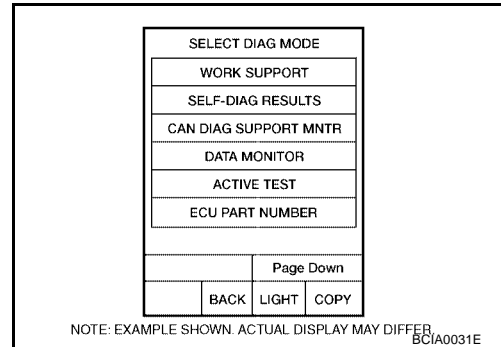 SELECT DIAG MODE
WORK SUPPORT
SELF-DIAG RESULTS
CAN DIAG SUPPORT MNTR
DATA MONITOR
ACTIVE TEST
ECU PART NUMBER
Page Down
BACK LIGHT COPY
NOTE: EXAMPLE SHOWN. ACTUAL DISPLAY MAY DIFFER.
BCIA0031E